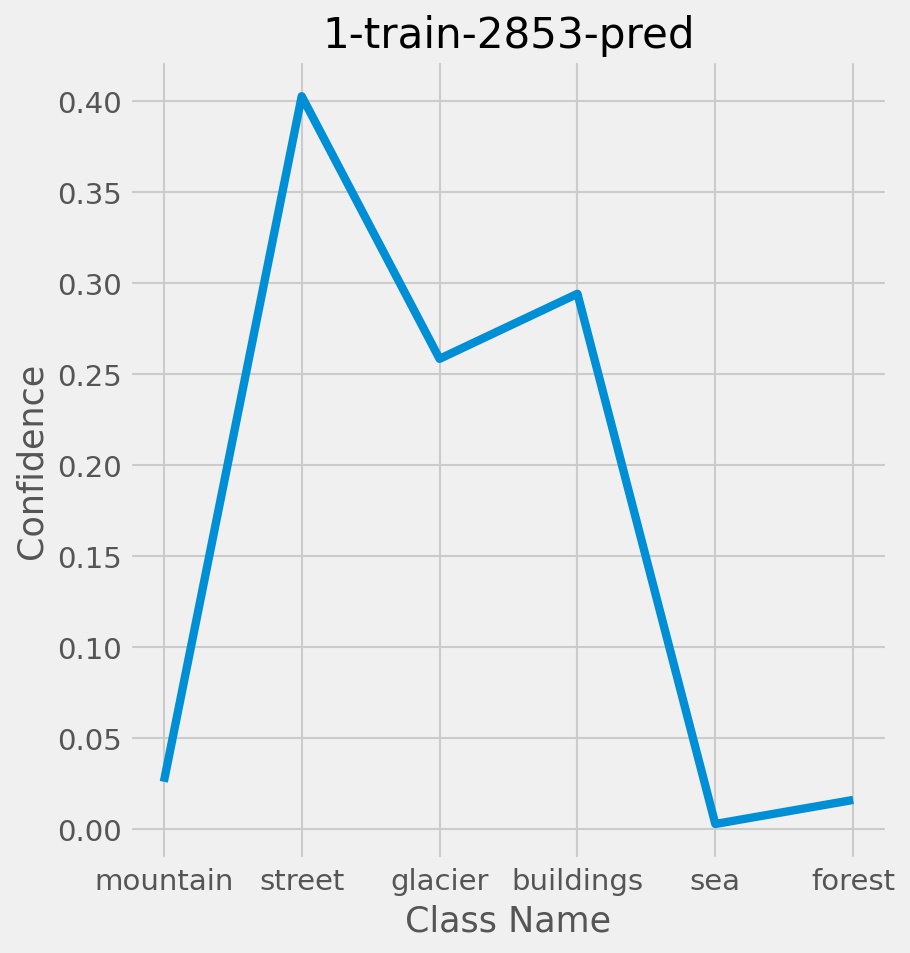 1-train-2853-pred
0.40
0.35
0.30
0.25
0.20
0.15
0.10
0.05
0.00
Confidence
mountain street glacier buildings sea forest
Class Name